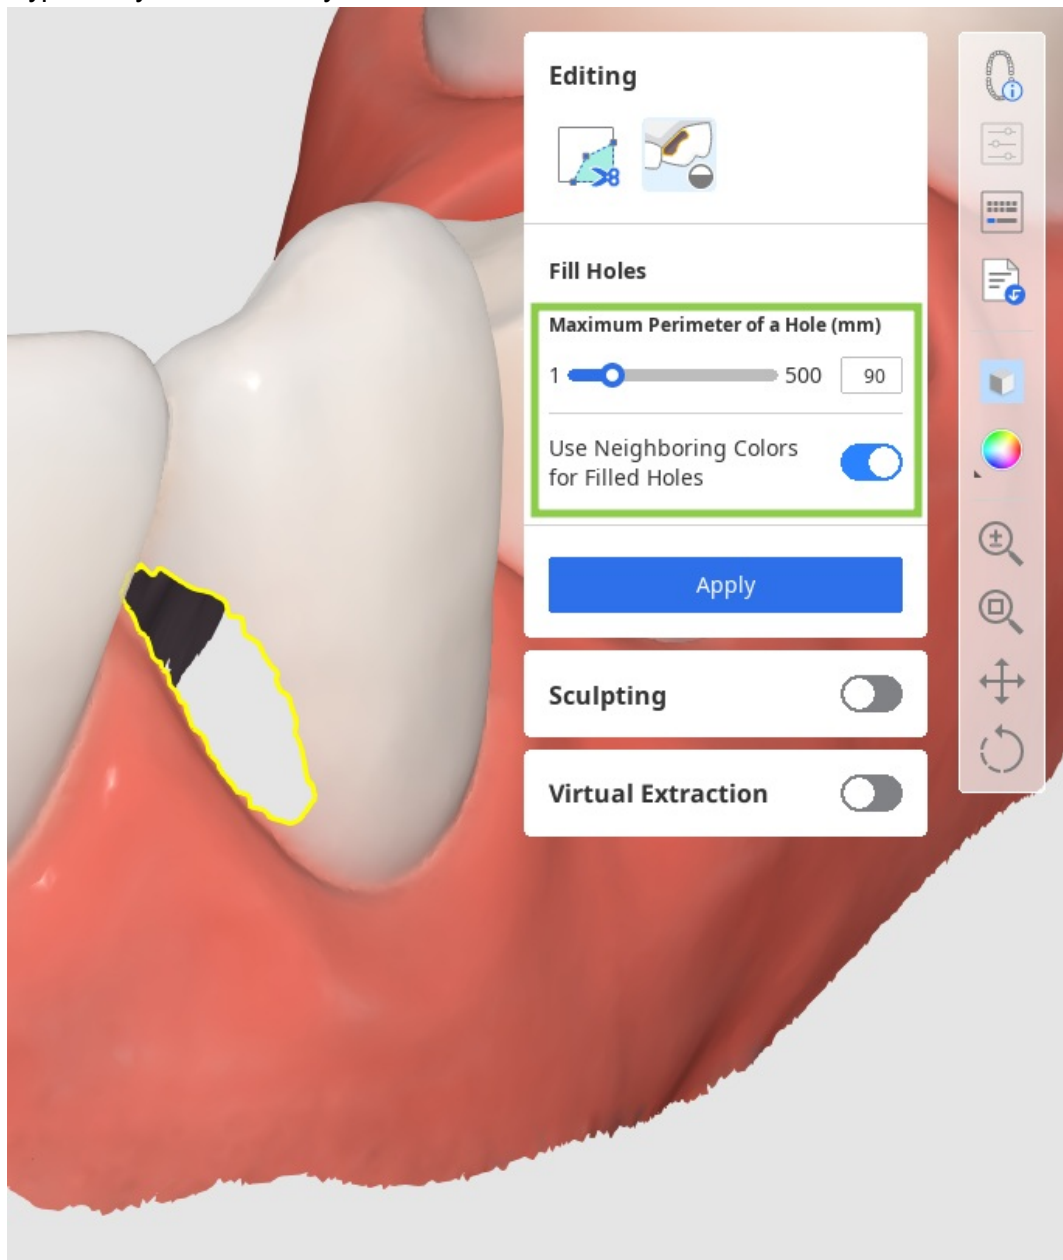 Editing
Fill Holes
Maximum Perimeter of a Hole (mm)
1 500 90
Use Neighboring Colors
for Filled Holes
Apply
Sculpting
Virtual Extraction